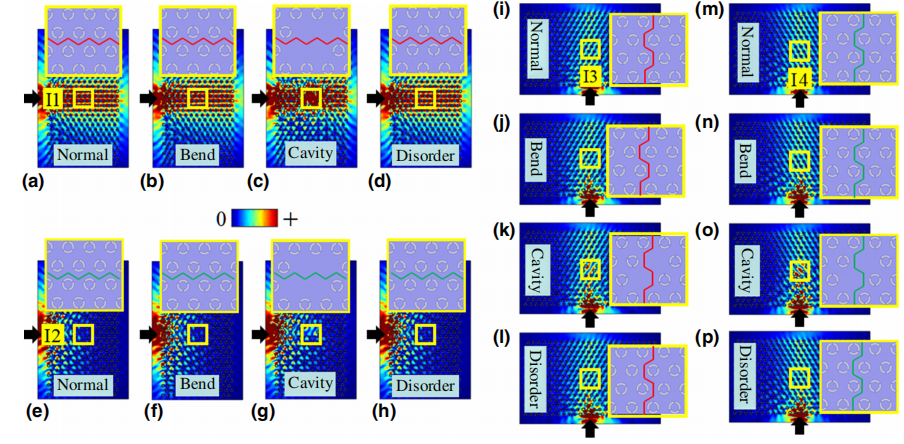 I1
Normal
Bend
Cavity
Disorder
(a)
(b)
(c)
(d)
0
+
I2
Normal
Bend
Cavity
Disorder
(e)
(f)
(g)
(h)
(i)
Normal
I3
(j)
Bend
(k)
Cavity
(l)
Disorder
(m)
Normal
I4
(n)
Bend
(o)
Cavity
(p)
Disorder